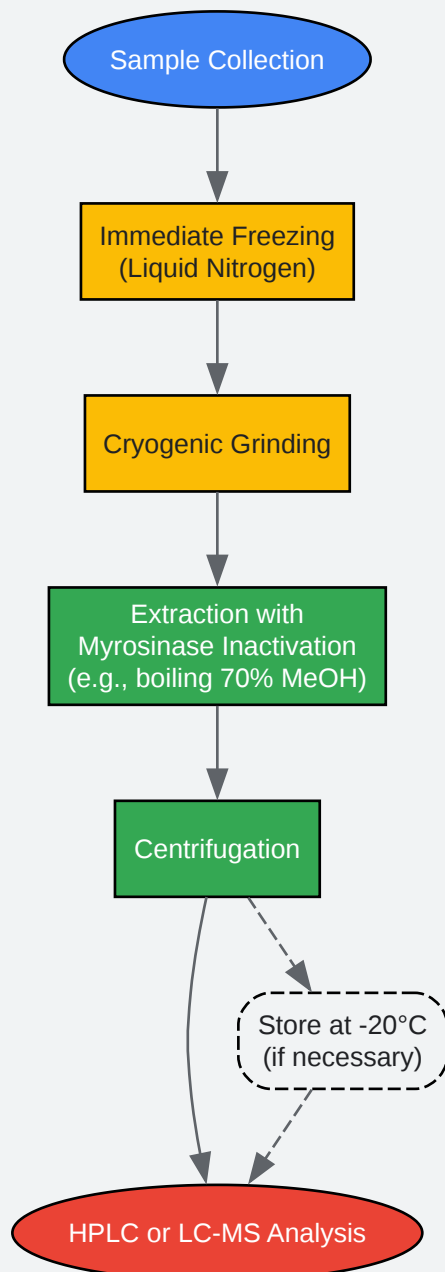 Sample Collection
Immediate Freezing
(Liquid Nitrogen)
Cryogenic Grinding
Extraction with
Myrosinase Inactivation
(e.g., boiling 70% MeOH)
Centrifugation
Store at -20°C
(if necessary)
HPLC or LC-MS Analysis